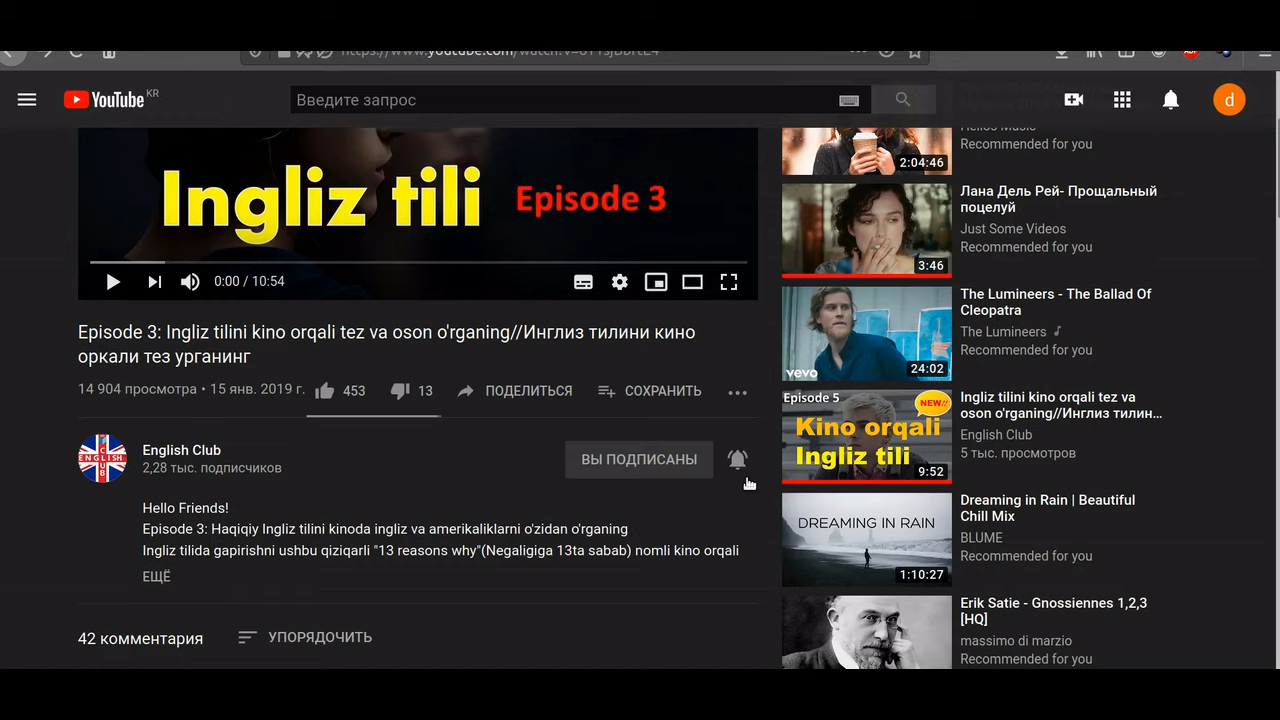 YouTube KR
Введите запрос
d
Ingliz tili Episode 3
0:00 / 10:54
Episode 3: Ingliz tilini kino orqali tez va oson o'rganing//Инглиз тилини кино
оркали тез урганинг
14 904 просмотра • 15 янв. 2019 г. 453 13 ПОДЕЛИТЬСЯ СОХРАНИТЬ
ENGLISH
English Club
2,28 тыс. подписчиков
ВЫ ПОДПИСАНЫ
Hello Friends!
Episode 3: Haqiqiy Ingliz tilini kinoda ingliz va amerikaliklarni o'zidan o'rganing
Ingliz tilida gapirishni ushbu qiziqarli "13 reasons why"(Negaligiga 13ta sabab) nomli kino orqali
ЕЩЁ
42 комментария УПОРЯДОЧИТЬ
2:04:46
Recommended for you
3:46
Лана Дель Рей- Прощальный
поцелуй
Just Some Videos
Recommended for you
vevo
24:02
The Lumineers - The Ballad Of
Cleopatra
The Lumineers
Recommended for you
Episode 5 NEW!!
Kino orqali
Ingliz tili
9:52
Ingliz tilini kino orqali tez va
oson o'rganing//Инглиз тилин...
English Club
5 тыс. просмотров
DREAMING IN RAIN
1:10:27
Dreaming in Rain | Beautiful
Chill Mix
BLUME
Recommended for you
Erik Satie - Gnossiennes 1,2,3
[HQ]
massimo di marzio
Recommended for you